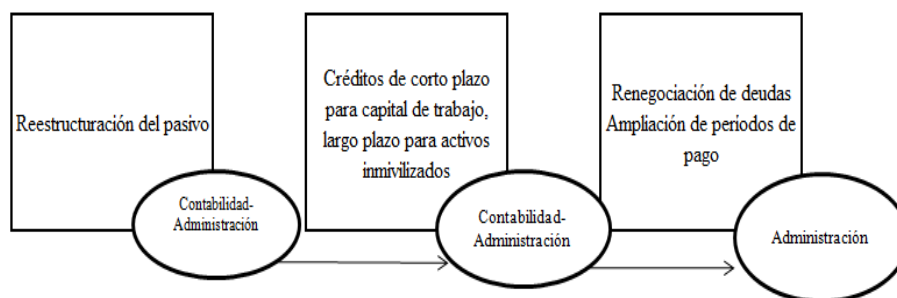 Reestructuración del pasivo
Contabilidad-
Administración
Créditos de corto plazo
para capital de trabajo,
largo plazo para activos
inmivilizados
Contabilidad-
Administración
Renegociación de deudas
Ampliación de periodos de
pago
Administración